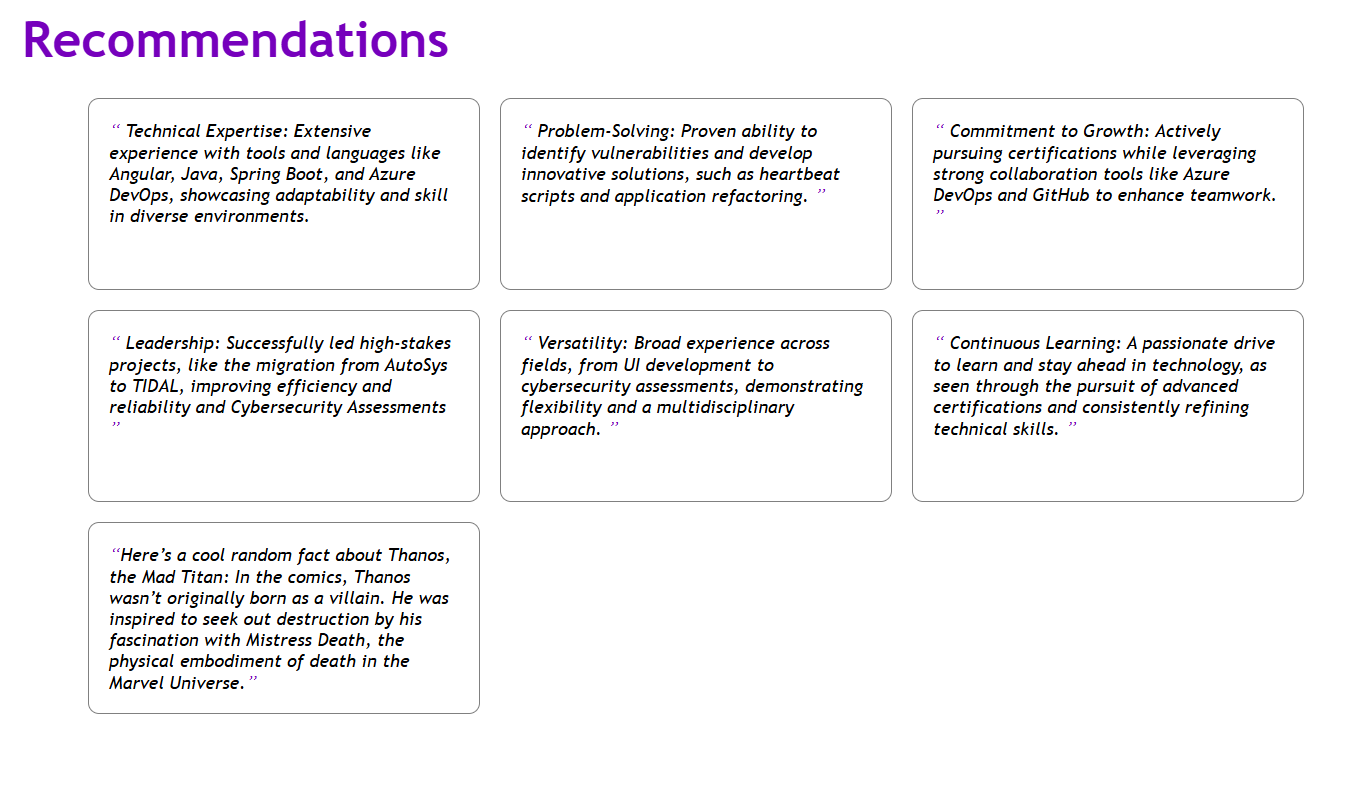 Recommendations
“ Technical Expertise: Extensive
experience with tools and languages like
Angular, Java, Spring Boot, and Azure
DevOps, showcasing adaptability and skill
in diverse environments.
“ Problem-Solving: Proven ability to
identify vulnerabilities and develop
innovative solutions, such as heartbeat
scripts and application refactoring. ”
“ Commitment to Growth: Actively
pursuing certifications while leveraging
strong collaboration tools like Azure
DevOps and GitHub to enhance teamwork.
”
“ Leadership: Successfully led high-stakes
projects, like the migration from AutoSys
to TIDAL, improving efficiency and
reliability and Cybersecurity Assessments
”
“ Versatility: Broad experience across
fields, from UI development to
cybersecurity assessments, demonstrating
flexibility and a multidisciplinary
approach. ”
“ Continuous Learning: A passionate drive
to learn and stay ahead in technology, as
seen through the pursuit of advanced
certifications and consistently refining
technical skills. ”
“Here’s a cool random fact about Thanos,
the Mad Titan: In the comics, Thanos
wasn’t originally born as a villain. He was
inspired to seek out destruction by his
fascination with Mistress Death, the
physical embodiment of death in the
Marvel Universe. ”